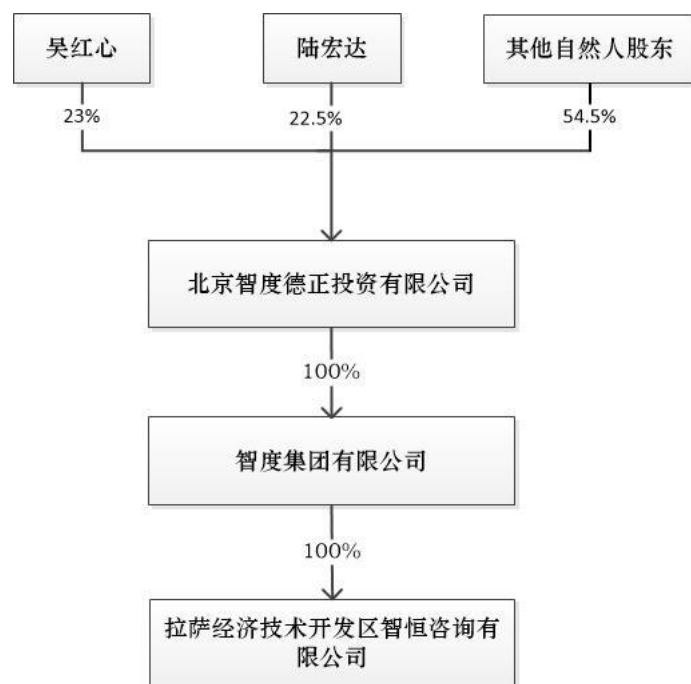 吴红心
陆宏达
其他自然人股东
23%
22.5%
54.5%
北京智度德正投资有限公司
100%
智度集团有限公司
100%
拉萨经济技术开发区智恒咨询有
限公司